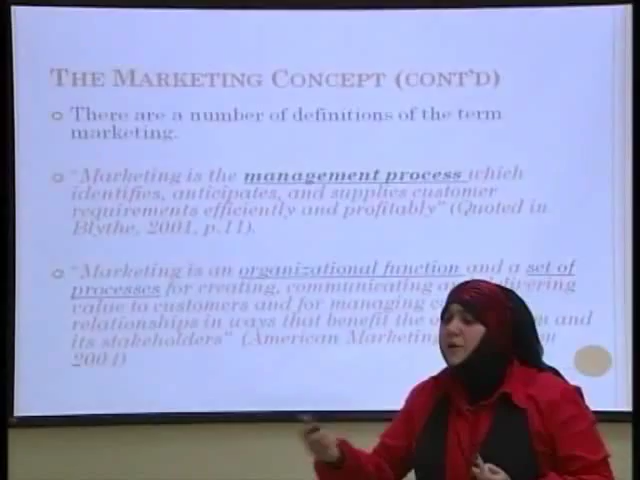 THE MARKETING CONCEPT (CONT'D)
There are a number of definitions of the term
marketing.
"Marketing is the management process which
identifies, anticipates, and supplies customer
requirements efficiently and profitably" (Quoted in
Blythe, 2001, p.11).
"Marketing is an organizational function and a set of
processes for creating, communicating and delivering
value to customers and for managing
relationships in ways that benefit the and
its stakeholders" (American Marketing
2004)